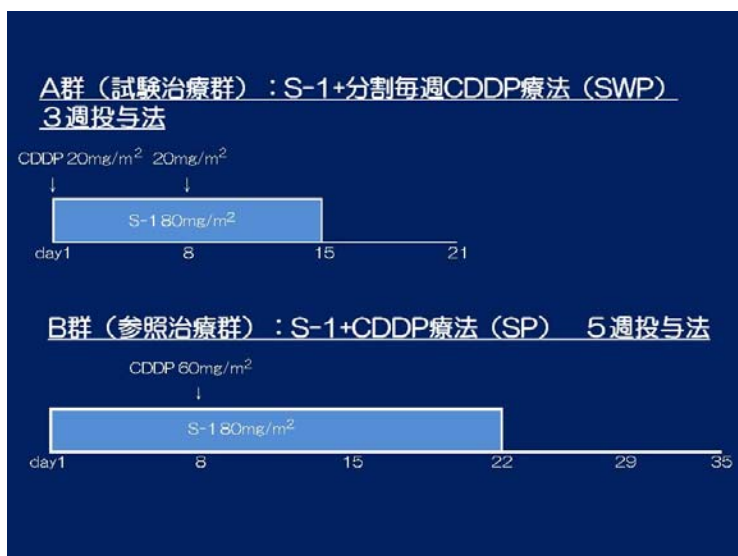 A群（試験治療群）：S-1+分割毎週CDDP療法（SWP）
３週投与法
CDDP 20mg/m² 20mg/m²
↓ ↓
S-1 80mg/m²
day1 8 15 21
B群（参照治療群）：S-1+CDDP療法（SP）　５週投与法
CDDP 60mg/m²
↓
S-1 80mg/m²
day1 8 15 22 29 35